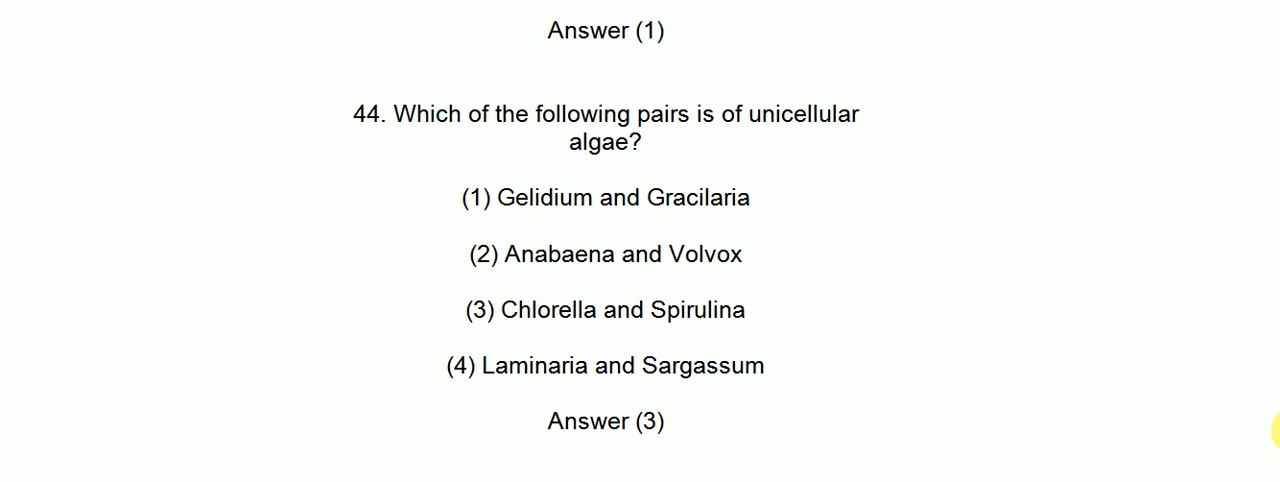 Answer (1)
44. Which of the following pairs is of unicellular
algae?
(1) Gelidium and Gracilaria
(2) Anabaena and Volvox
(3) Chlorella and Spirulina
(4) Laminaria and Sargassum
Answer (3)